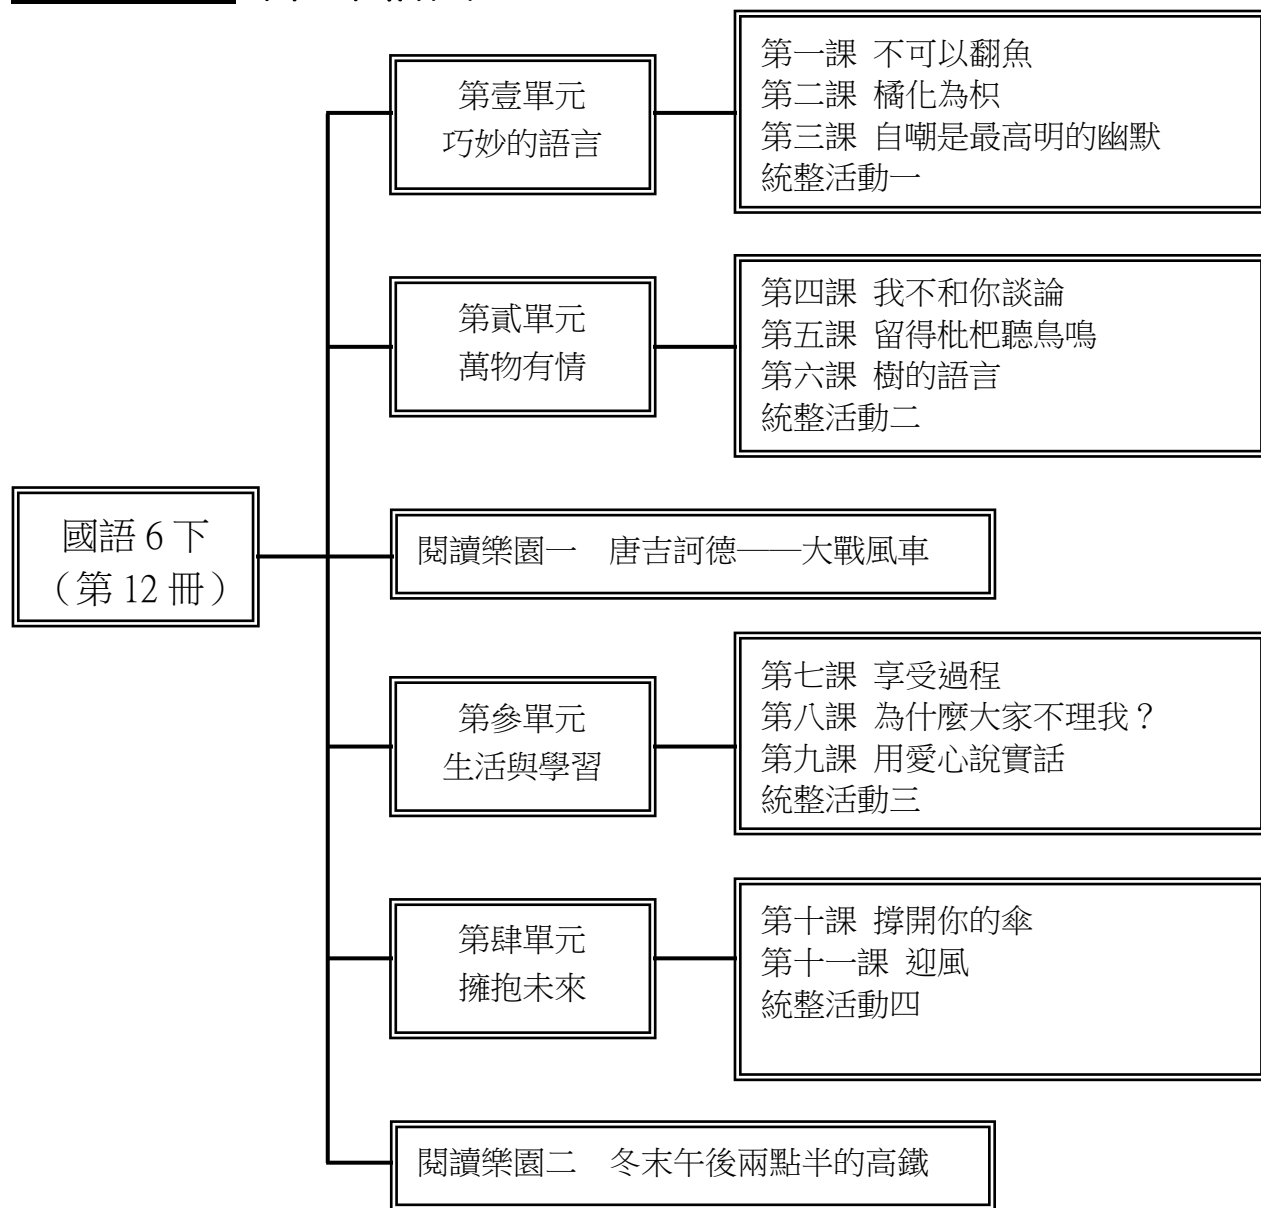 第壹單元
巧妙的語言
第一課 不可以翻魚
第二課 橘化為枳
第三課 自嘲是最高明的幽默
統整活動一
第貳單元
萬物有情
第四課 我不和你談論
第五課 留得枇杷聽鳥鳴
第六課 樹的語言
統整活動二
國語 6 下
（第 12 冊）
閱讀樂園一 唐吉訶德——大戰風車
第參單元
生活與學習
第七課 享受過程
第八課 為什麼大家不理我？
第九課 用愛心說實話
統整活動三
第肆單元
擁抱未來
第十課 撐開你的傘
第十一課 迎風
統整活動四
閱讀樂園二 冬末午後兩點半的高鐵